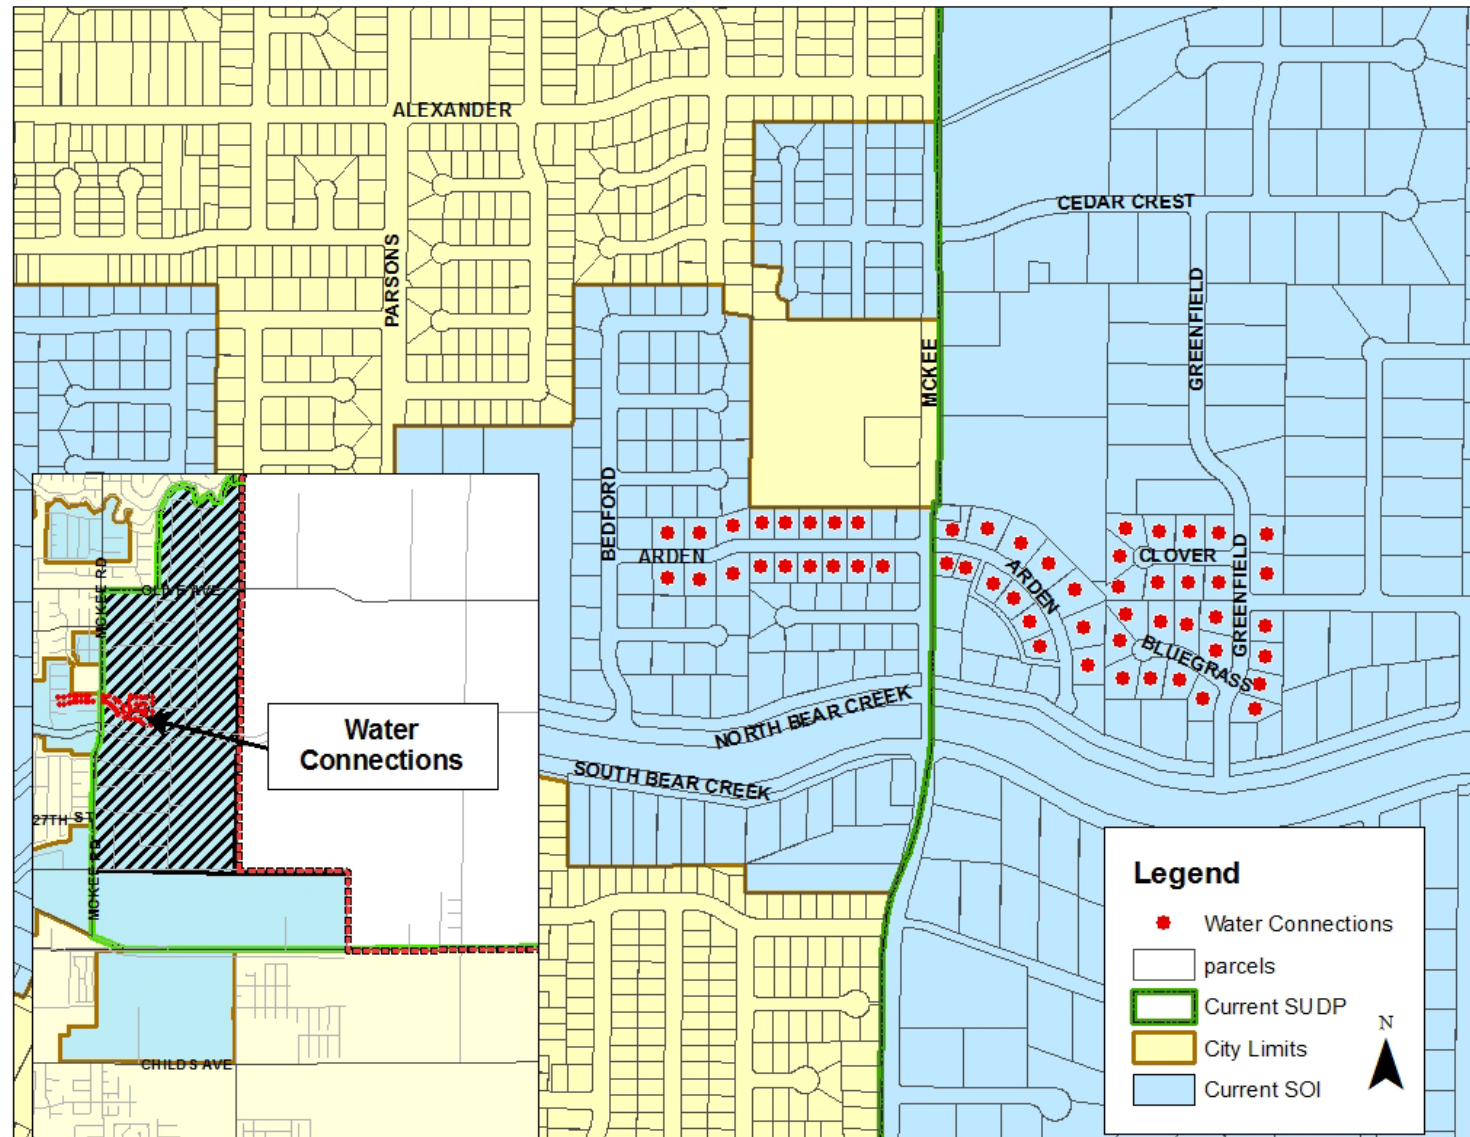 ALEXANDER
PARSONS
CEDAR CREST
GREENFIELD
MCKEE
BEDFORD
ARDEN
ARDEN
CLOVER
GREENFIELD
BLUEGRASS
NORTH BEAR CREEK
SOUTH BEAR CREEK
MCKEE RD
OLIVE AVE
Water
Connections
27TH ST
MCKEE RD
CHILDS AVE
Legend
Water Connections
parcels
Current SUDP
City Limits
Current SOI
N